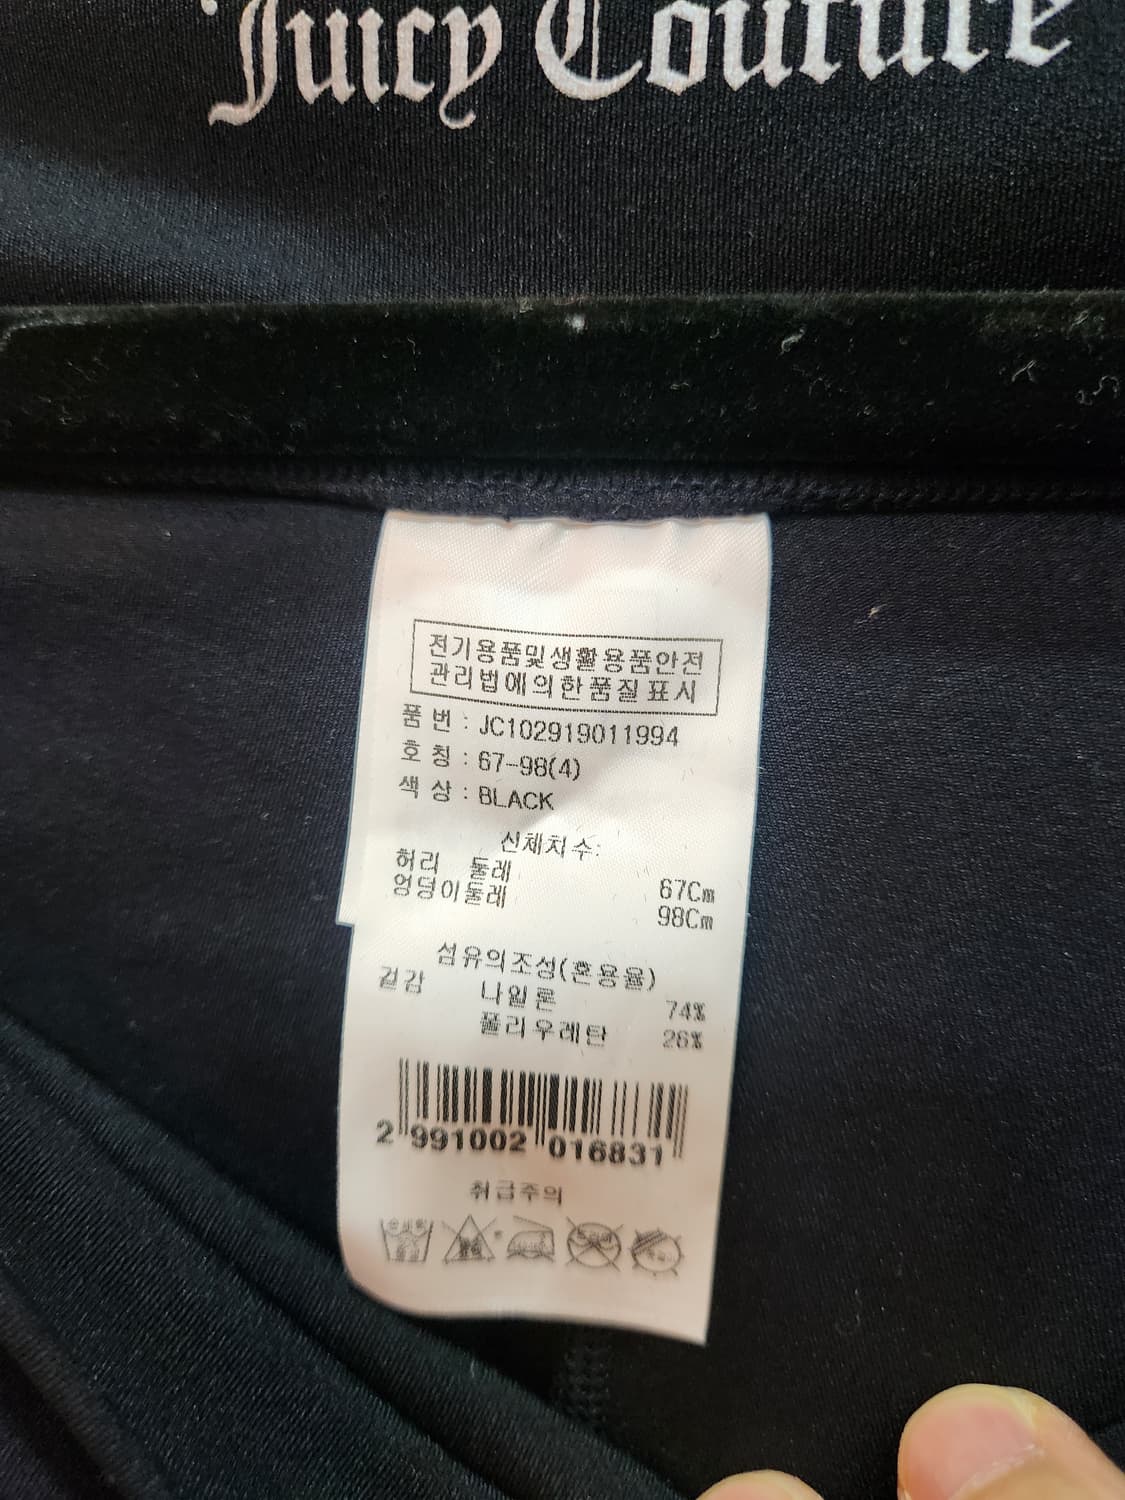 Juicy Couture
전기용품및생활용품안전
관리법에의한품질표시
품 번 : JC102919011994
호 칭 : 67-98(4)
색 상 : BLACK
신체치수:
허리 둘레 67Cm
엉덩이둘레 98Cm
섬유의조성(혼용율)
겉감 나일론 74%
폴리우레탄 26%
2 991002 016831
취급주의